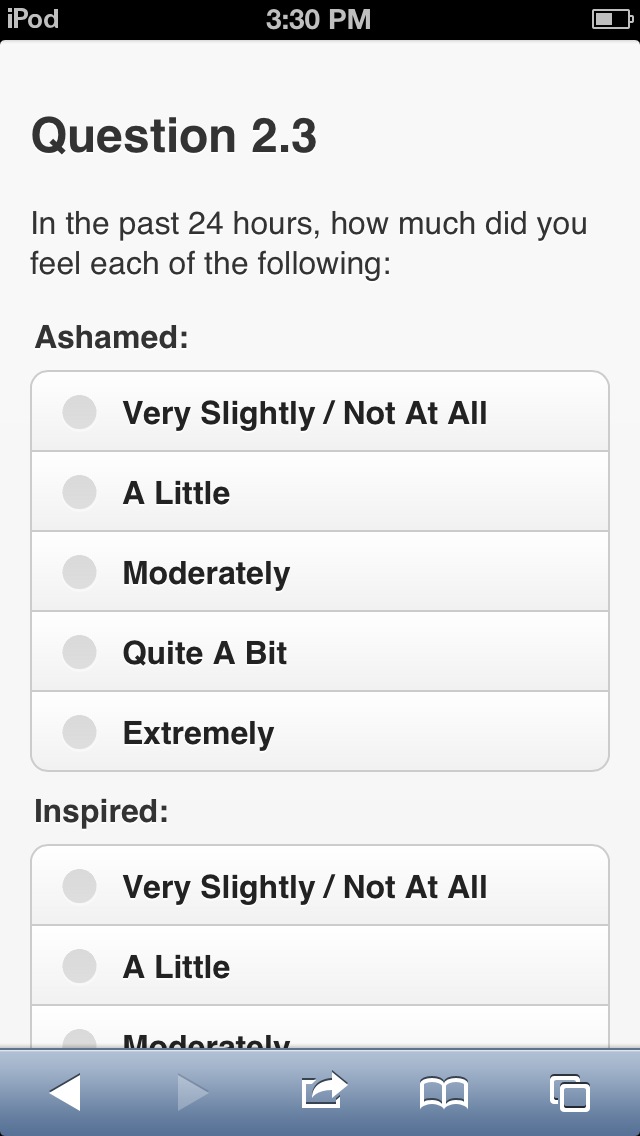 iPod 3:30 PM
Question 2.3
In the past 24 hours, how much did you
feel each of the following:
Ashamed:
Very Slightly / Not At All
A Little
Moderately
Quite A Bit
Extremely
Inspired:
Very Slightly / Not At All
A Little
Moderately